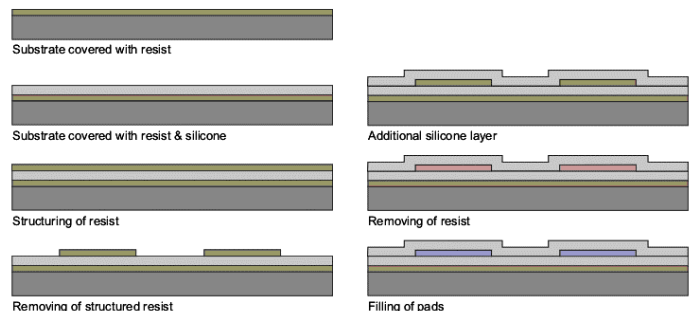 Substrate covered with resist
Substrate covered with resist & silicone
Structuring of resist
Removing of structured resist
Additional silicone layer
Removing of resist
Filling of pads